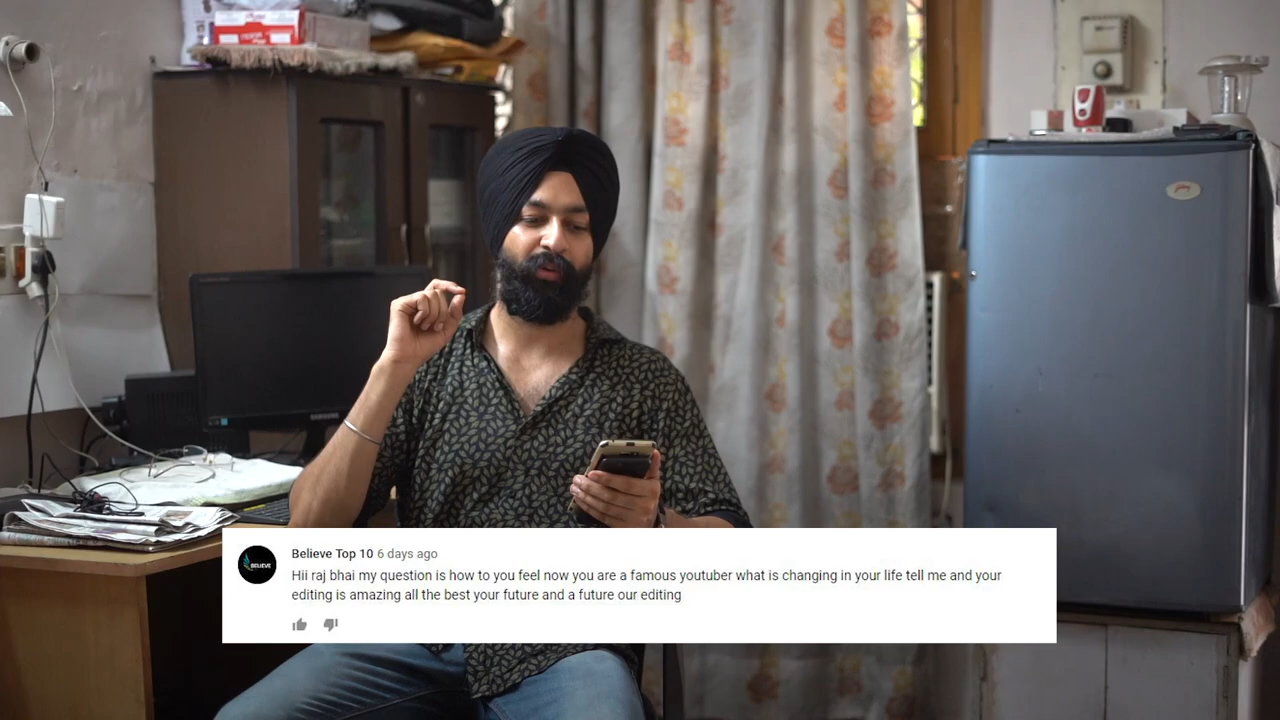 SAMSUNG
BELIEVE
Believe Top 10 6 days ago
Hii raj bhai my question is how to you feel now you are a famous youtuber what is changing in your life tell me and your
editing is amazing all the best your future and a future our editing